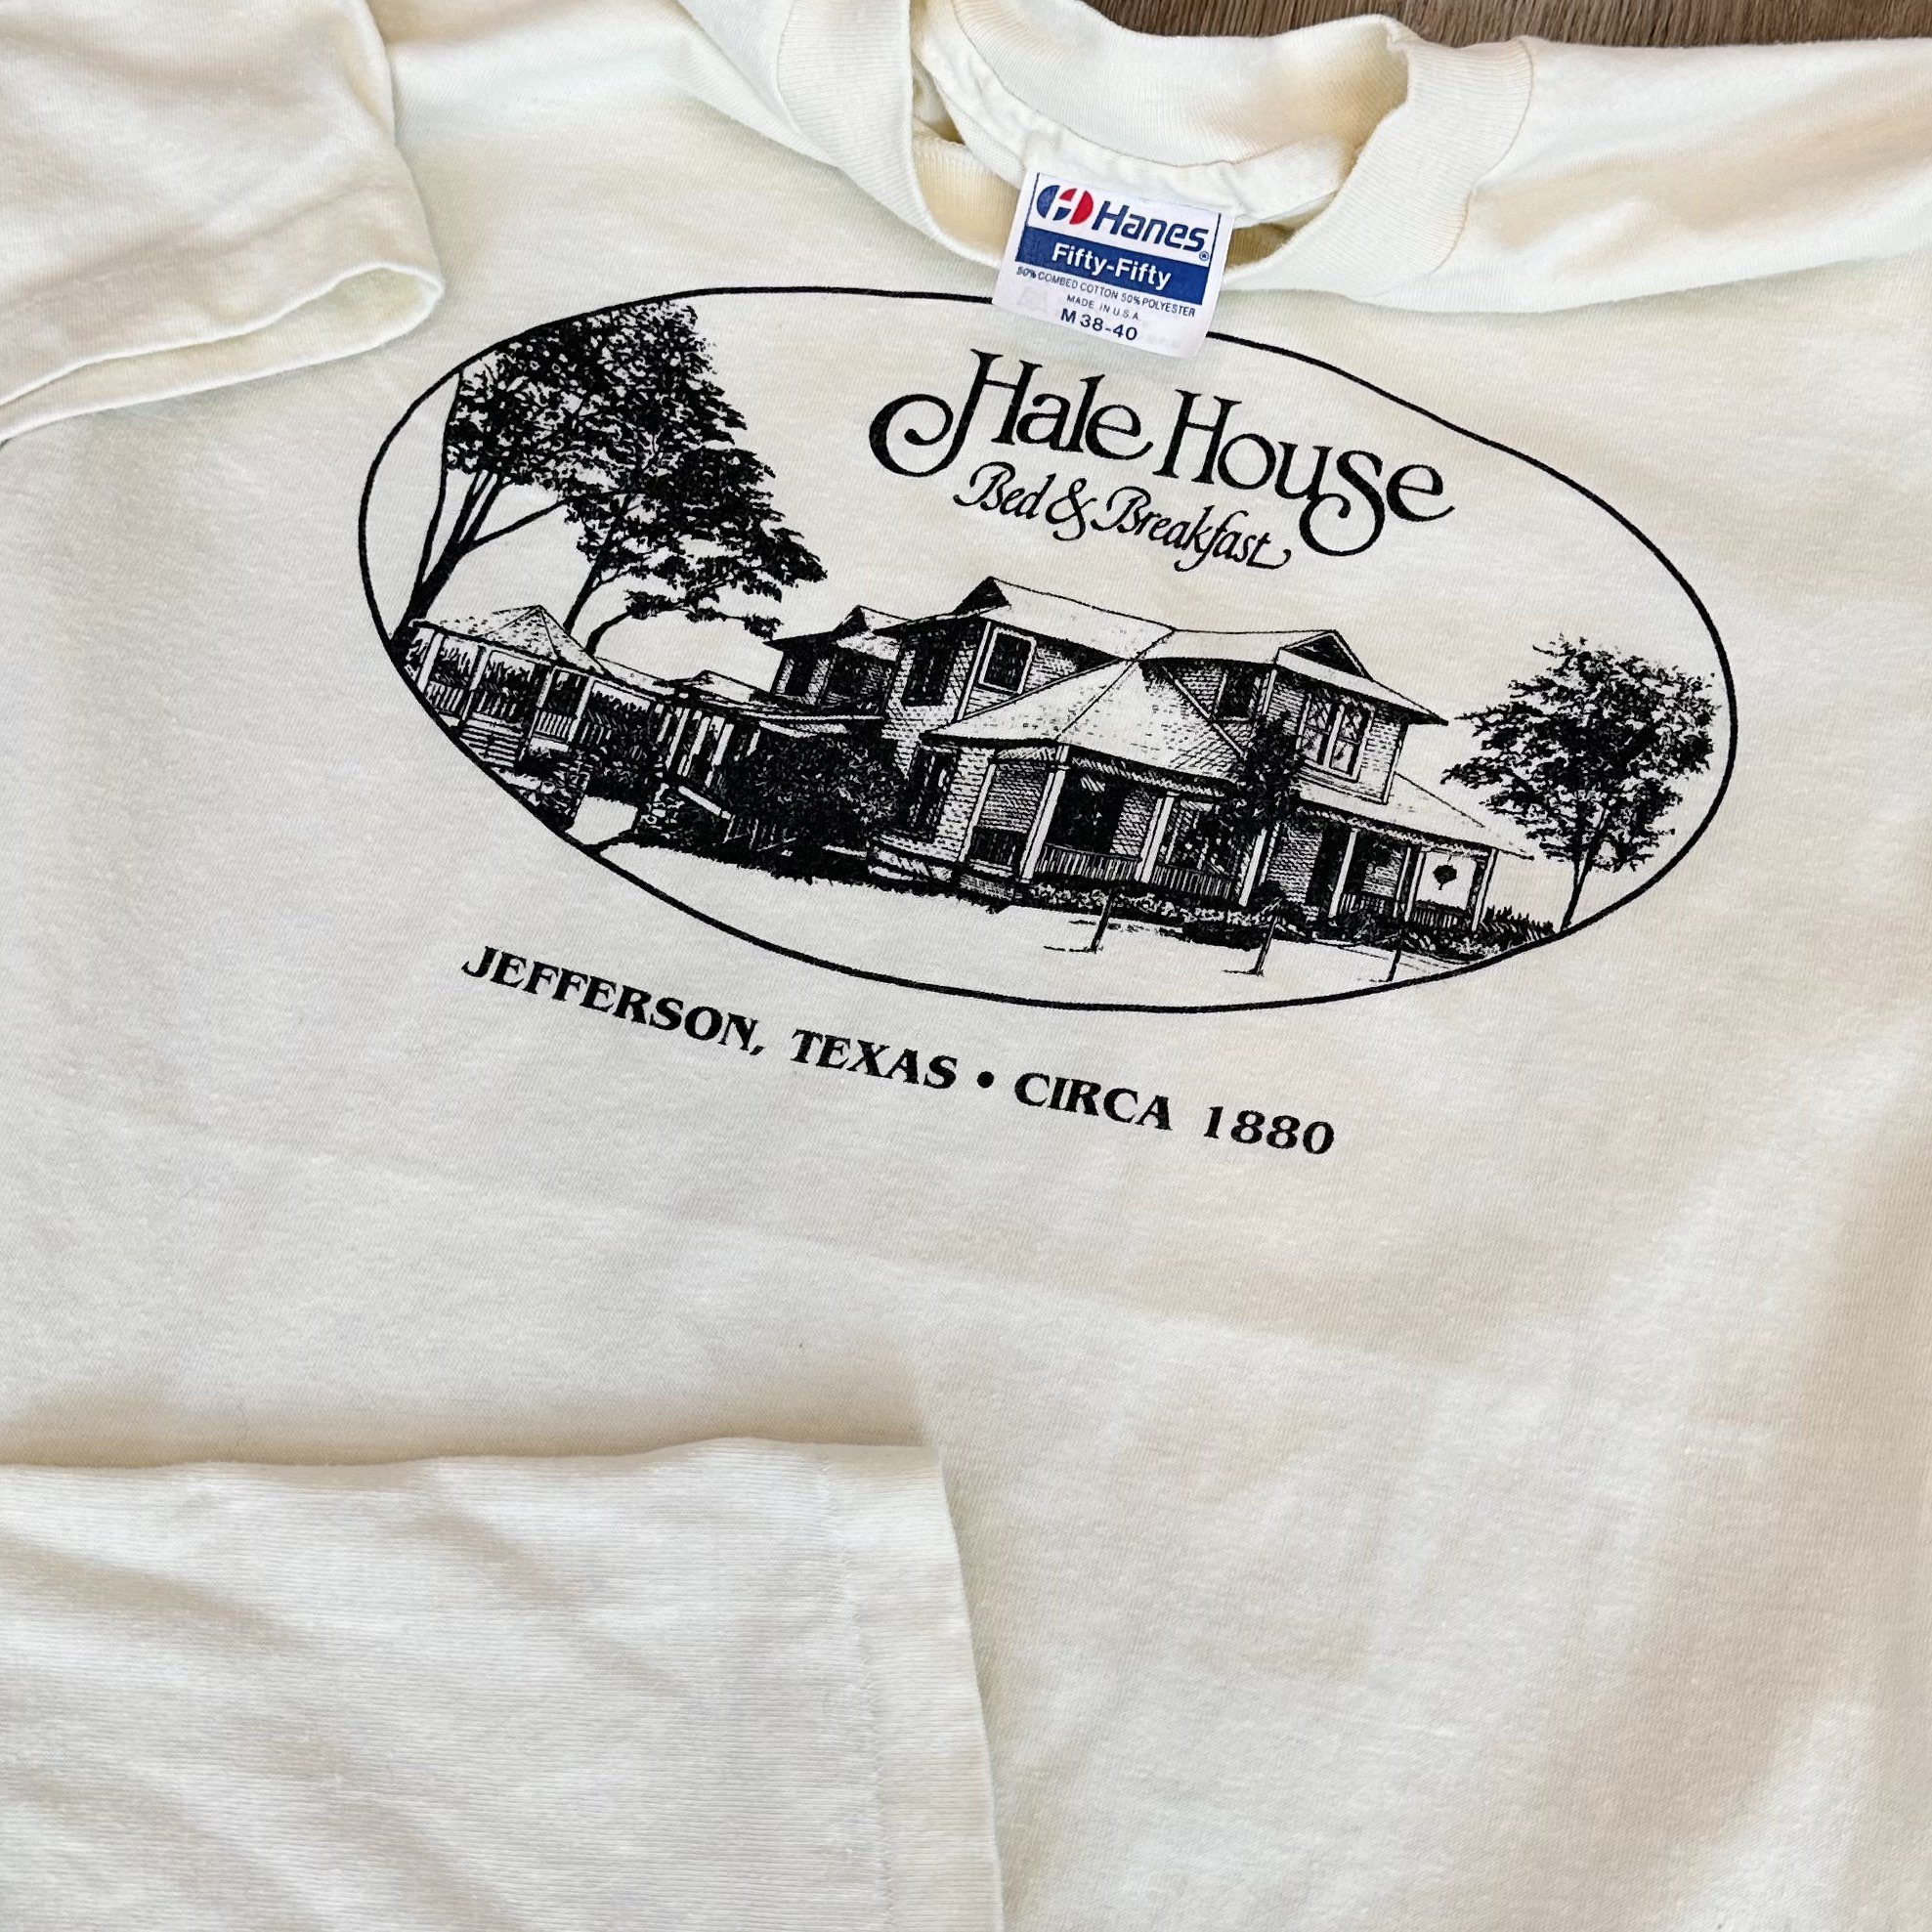 Hanes®
Fifty-Fifty
50% COMBED COTTON 50% POLYESTER
MADE IN U.S.A.
M 38-40
Hale House
Bed & Breakfast
JEFFERSON, TEXAS • CIRCA 1880